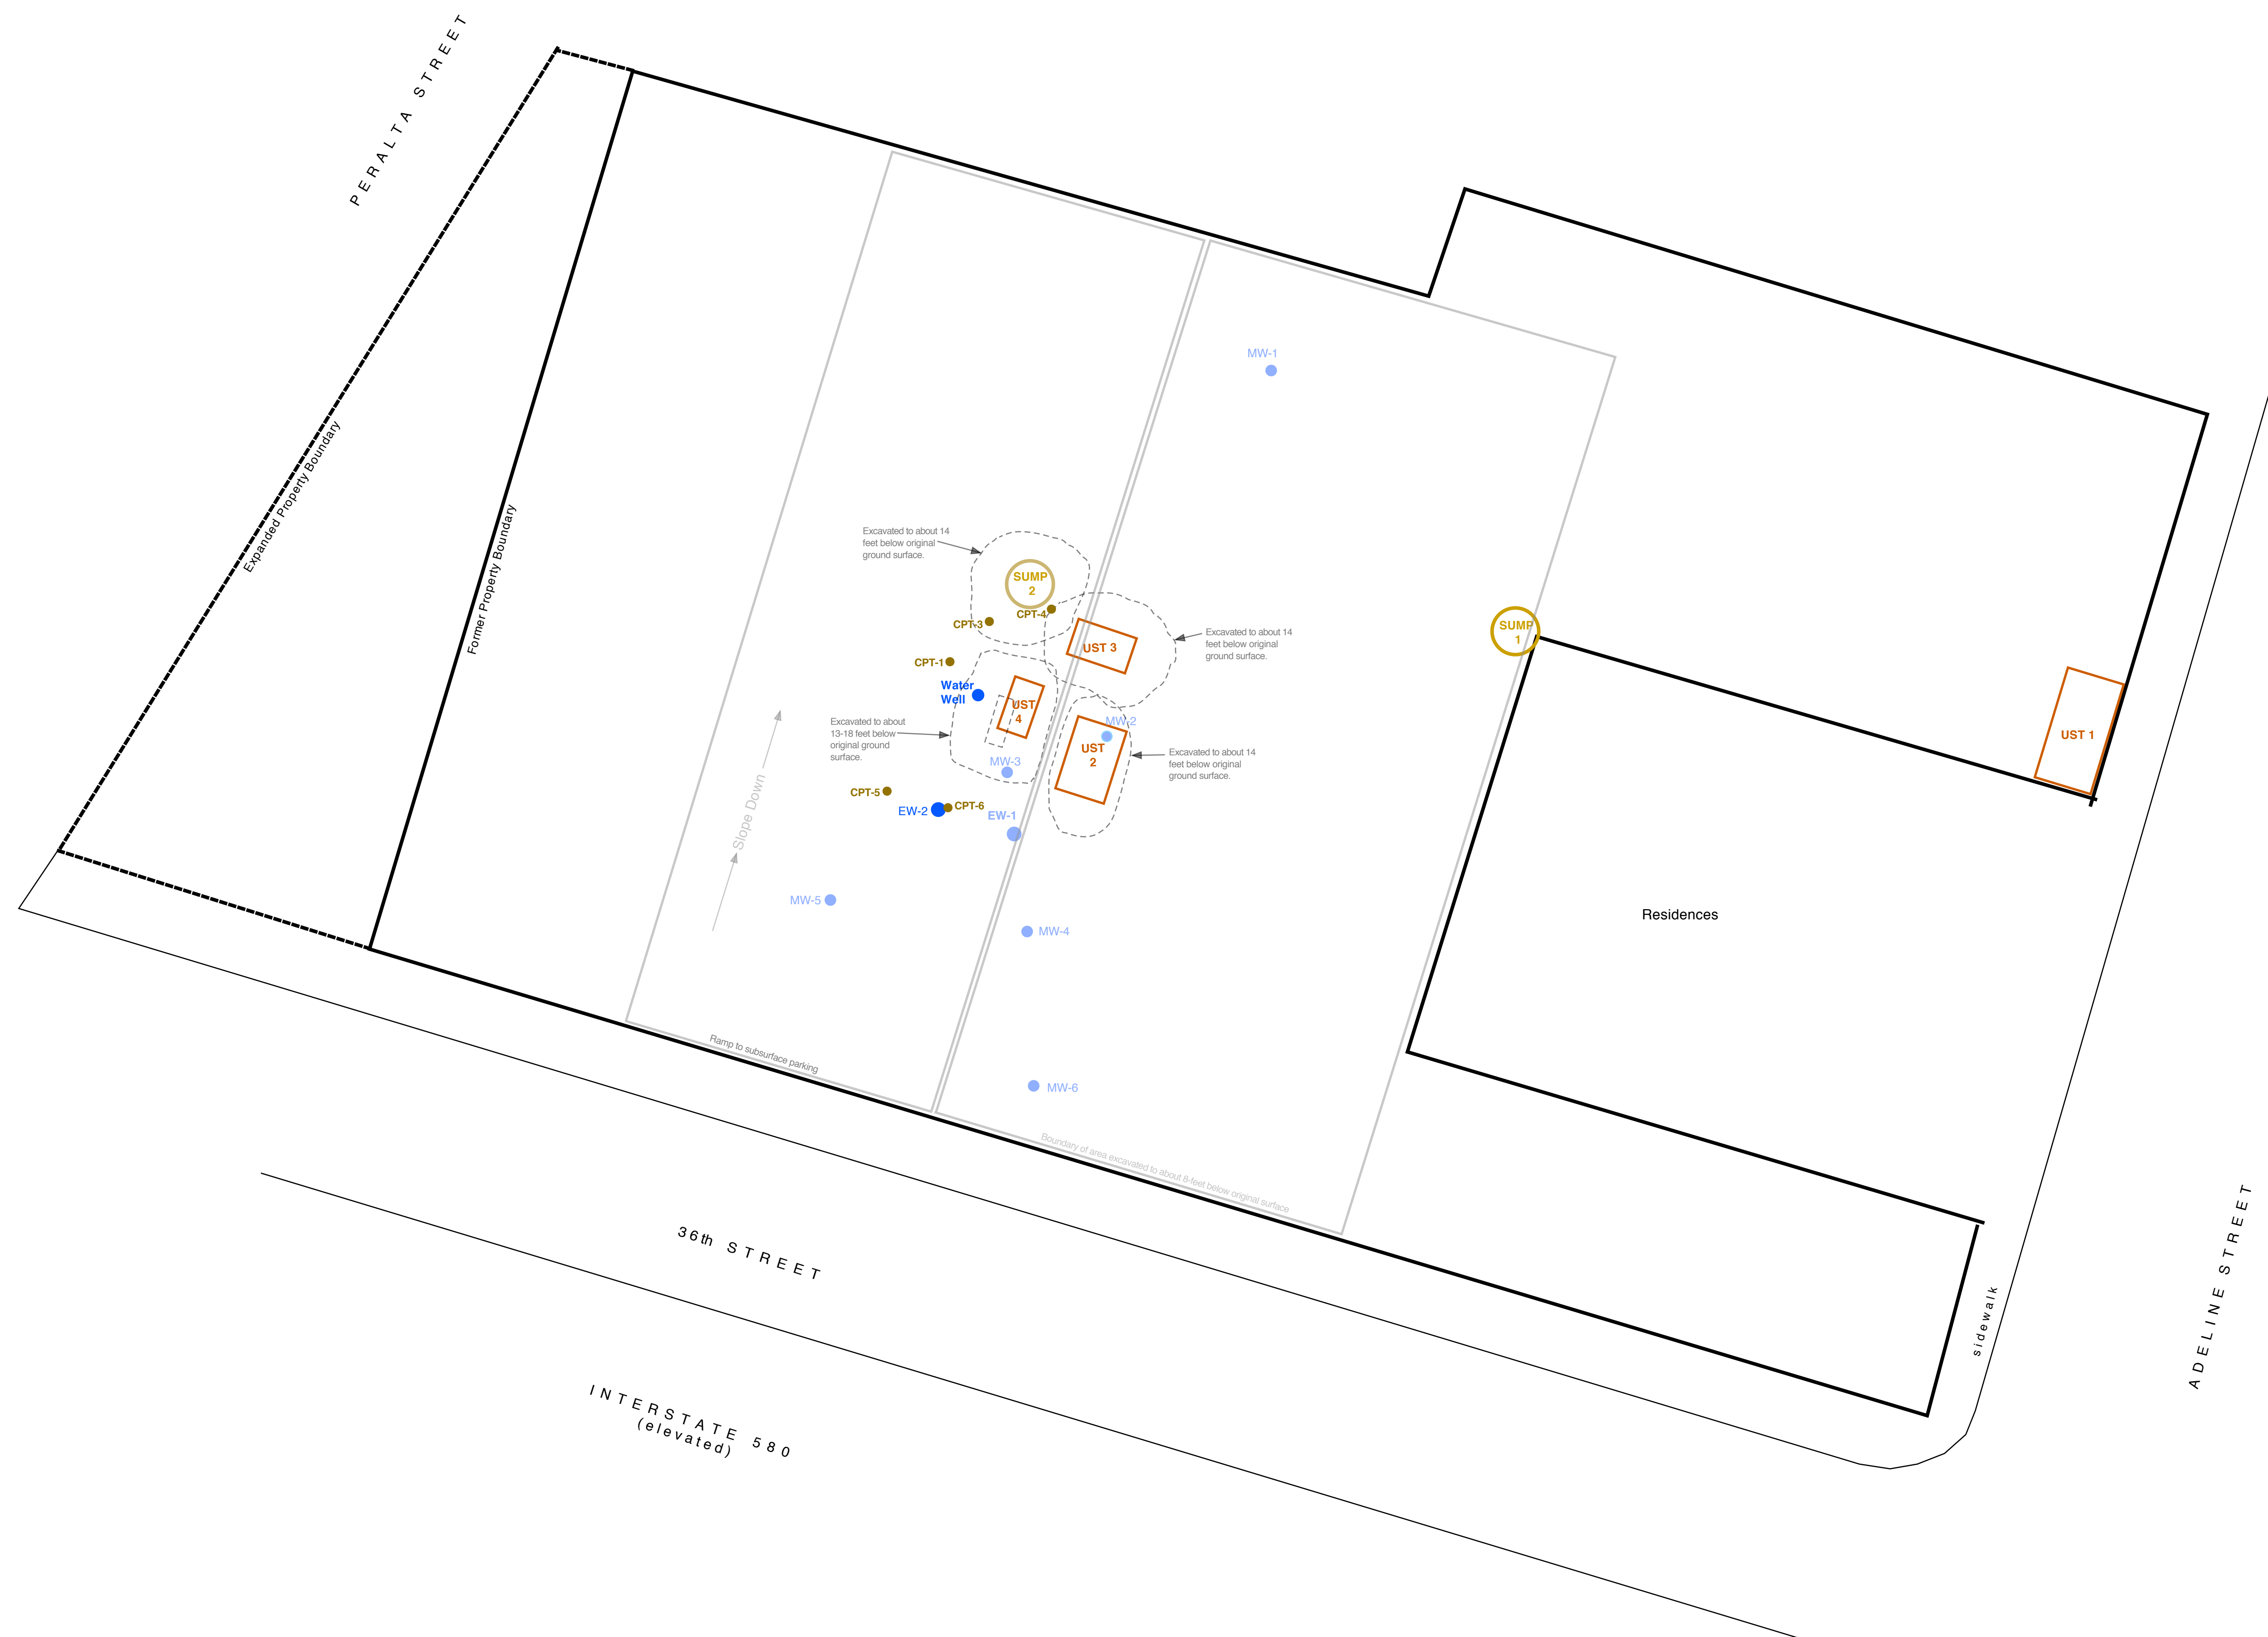 PERALTA STREET
Expanded Property Boundary
Former Property Boundary
MW-1
Excavated to about 14
feet below original
ground surface.
SUMP
2
CPT-4
CPT-3
UST 3
Excavated to about 14
feet below original
ground surface.
SUMP
1
CPT-1
Water
Well
UST
4
Excavated to about
13-18 feet below
original ground
surface.
MW-2
UST
2
Excavated to about 14
feet below original
ground surface.
UST 1
MW-3
Slope Down
CPT-5
EW-2
CPT-6
EW-1
MW-5
MW-4
Residences
Ramp to subsurface parking
MW-6
Boundary of area excavated to about 8-feet below original surface
36th STREET
INTERSTATE 580
(elevated)
sidewalk
ADELINE STREET